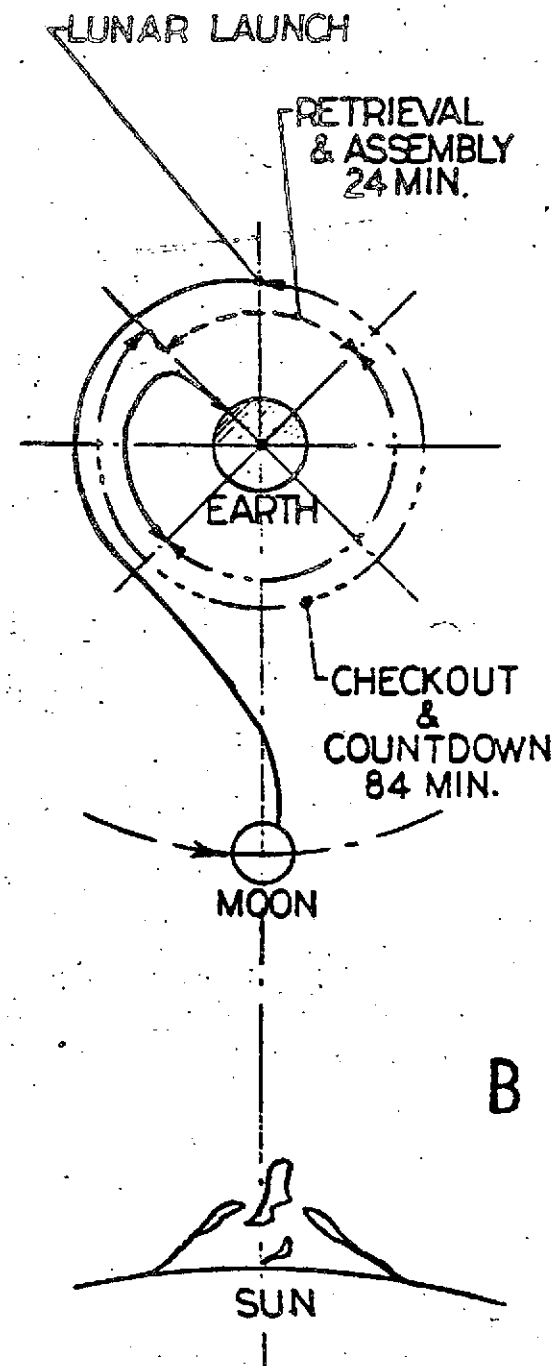 LUNAR LAUNCH
RETRIEVAL
& ASSEMBLY
24 MIN.
EARTH
CHECKOUT
&
COUNTDOWN
84 MIN.
MOON
B
SUN